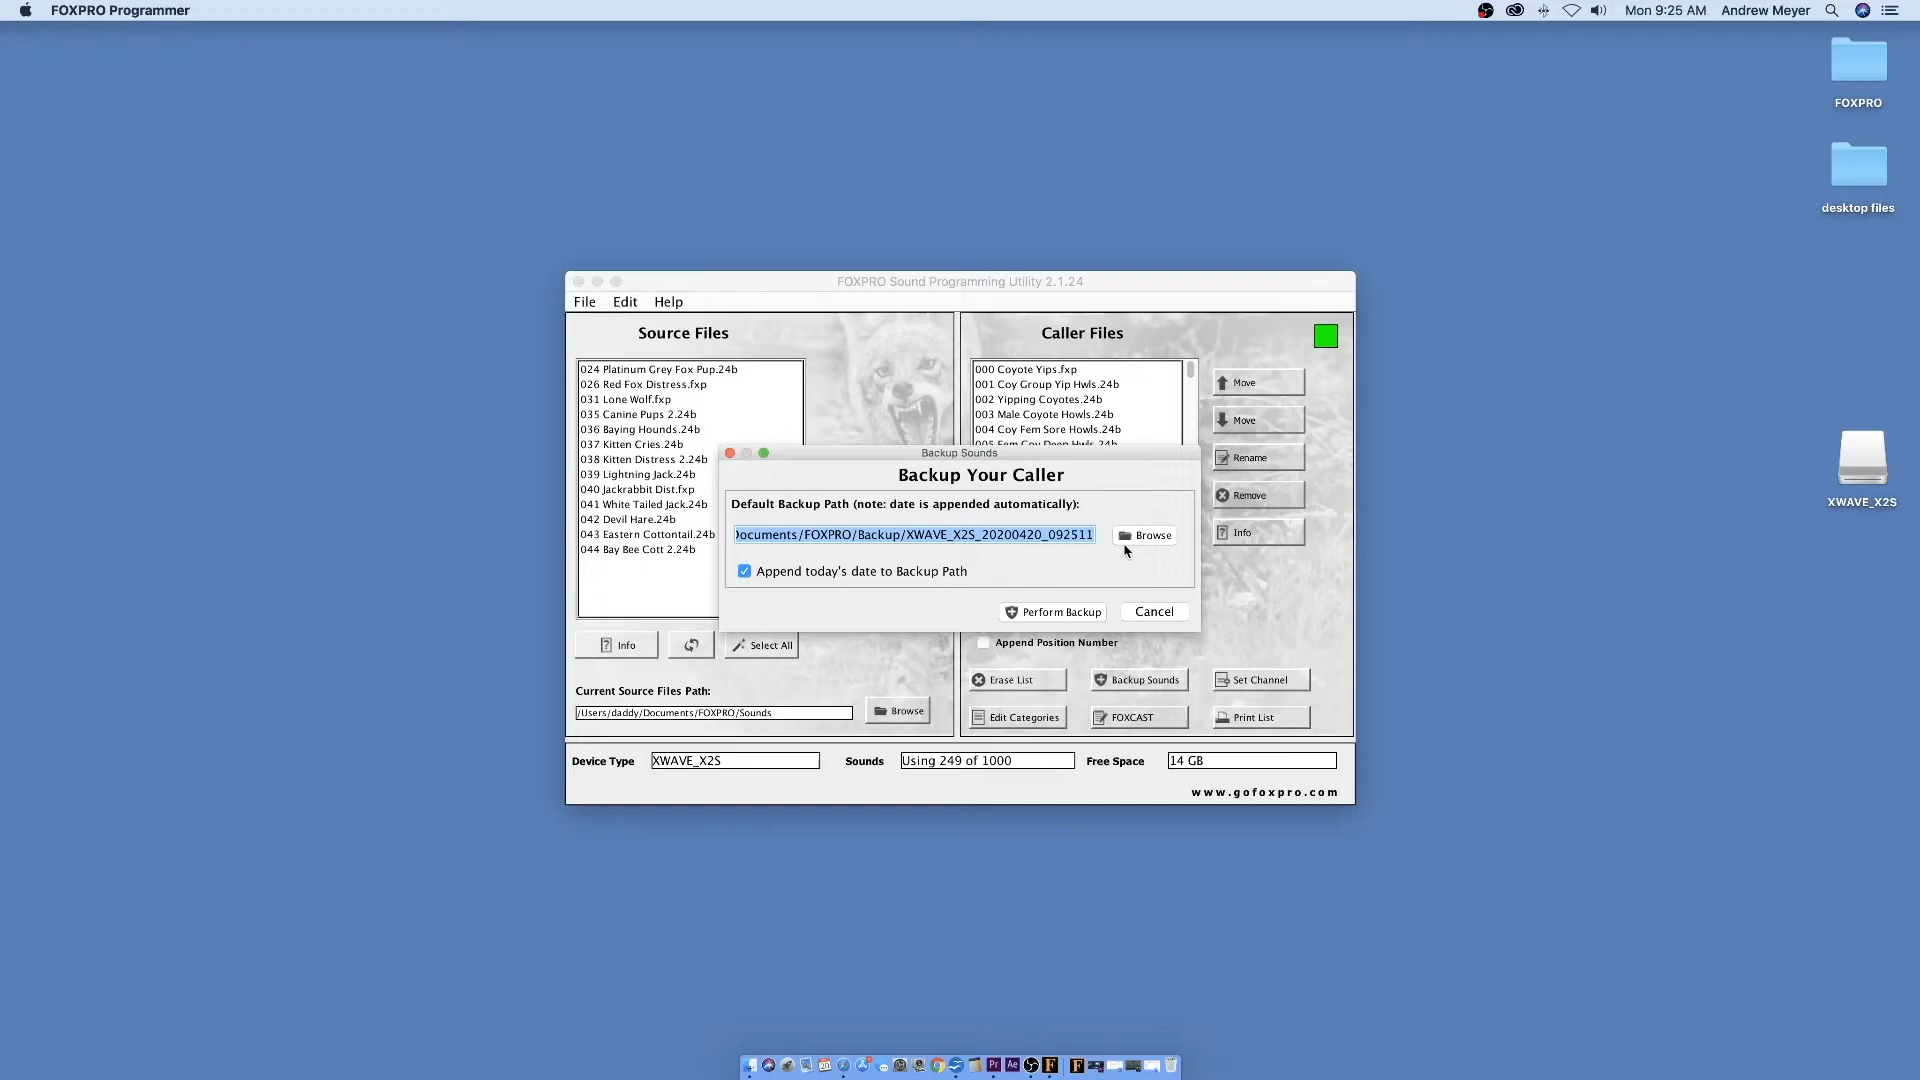 FOXPRO Programmer
Mon 9:25 AM Andrew Meyer
FOXPRO
desktop files
XWAVE_X2S
FOXPRO Sound Programming Utility 2.1.24
File Edit Help
Source Files
024 Platinum Grey Fox Pup.24b
026 Red Fox Distress.fxp
031 Lone Wolf.fxp
035 Canine Pups 2.24b
036 Baying Hounds.24b
037 Kitten Cries.24b
038 Kitten Distress 2.24b
039 Lightning Jack.24b
040 Jackrabbit Dist.fxp
041 White Tailed Jack.24b
042 Devil Hare.24b
043 Eastern Cottontail.24b
044 Bay Bee Cott 2.24b
Info
Select All
Current Source Files Path:
/Users/daddy/Documents/FOXPRO/Sounds
Browse
Caller Files
000 Coyote Yips.fxp
001 Coy Group Yip Hwls.24b
002 Yipping Coyotes.24b
003 Male Coyote Howls.24b
004 Coy Fem Sore Howls.24b
005 Fem Coy Deep Hwls.24b
Move
Move
Rename
Remove
Info
Backup Sounds
Backup Your Caller
Default Backup Path (note: date is appended automatically):
Documents/FOXPRO/Backup/XWAVE_X2S_20200420_092511
Browse
Append today's date to Backup Path
Perform Backup Cancel
Append Position Number
Erase List Backup Sounds Set Channel
Edit Categories FOXCAST Print List
Device Type XWAVE_X2S Sounds Using 249 of 1000 Free Space 14 GB
www.gofoxpro.com
Pr Ae F F